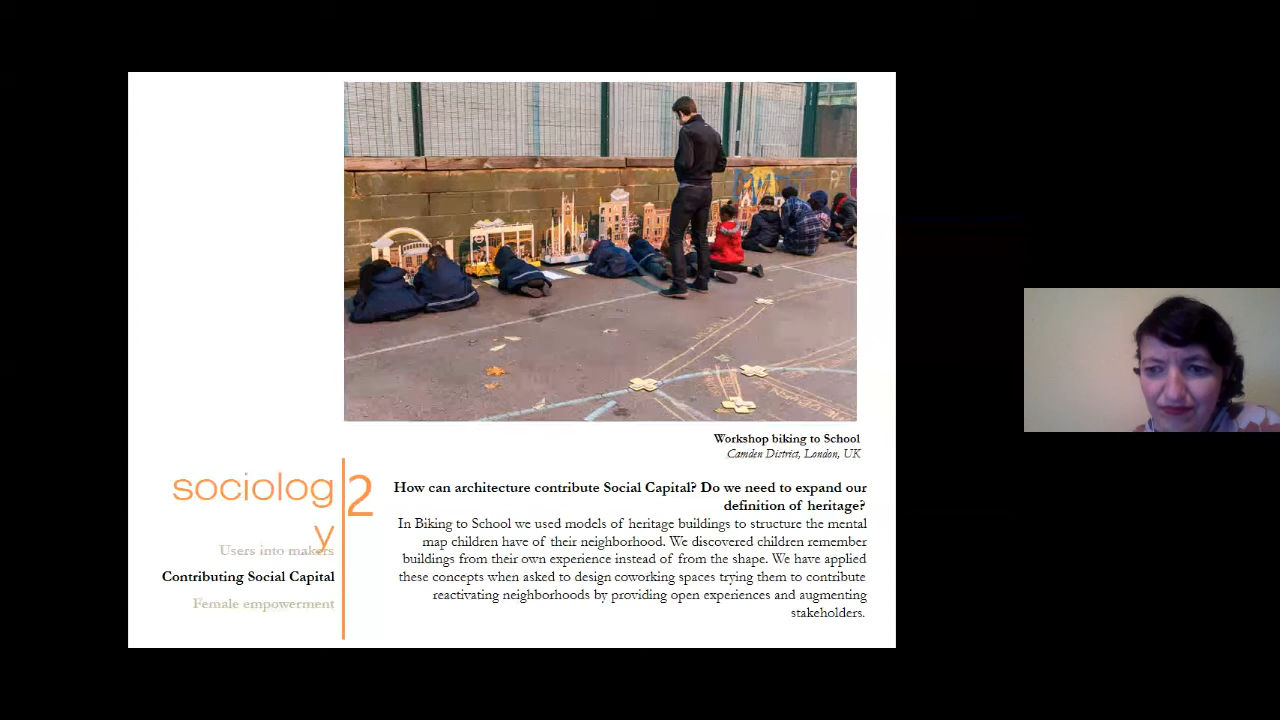 Workshop biking to School
Camden District, London, UK
sociolog
y
2
Users into makers
Contributing Social Capital
Female empowerment
How can architecture contribute Social Capital? Do we need to expand our
definition of heritage?
In Biking to School we used models of heritage buildings to structure the mental
map children have of their neighborhood. We discovered children remember
buildings from their own experience instead of from the shape. We have applied
these concepts when asked to design coworking spaces trying them to contribute
reactivating neighborhoods by providing open experiences and augmenting
stakeholders.